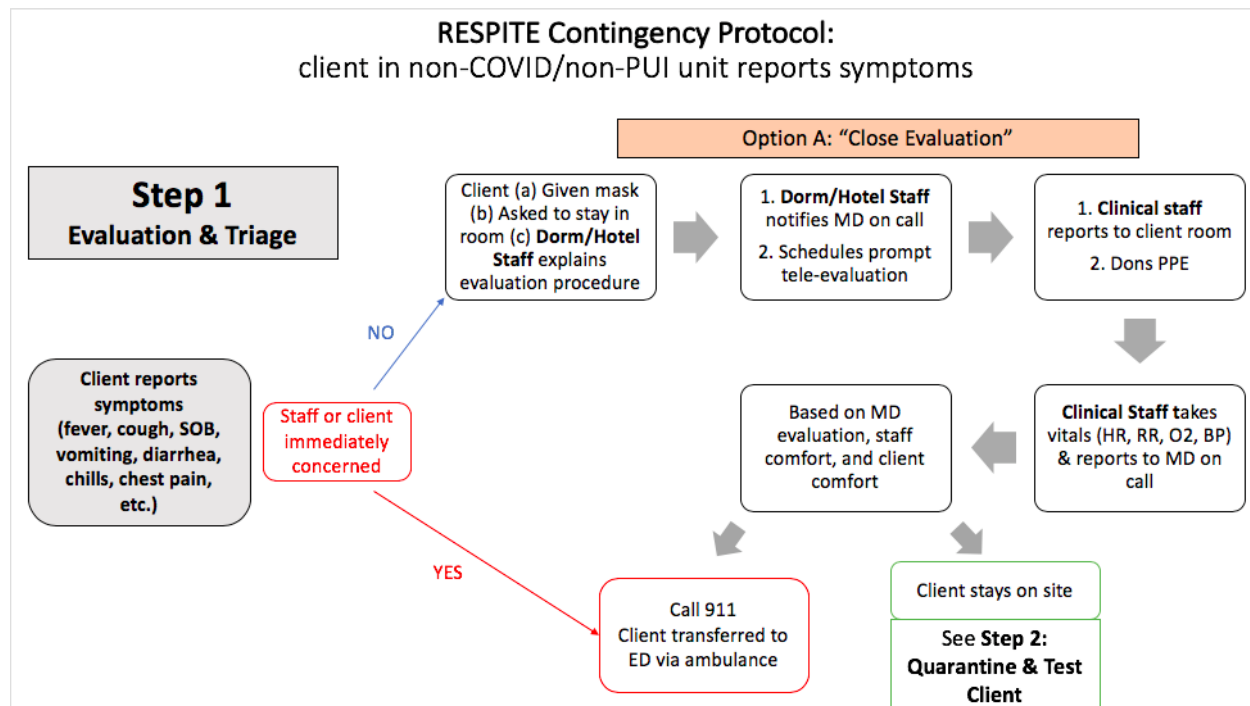 RESPITE Contingency Protocol:
client in non-COVID/non-PUI unit reports symptoms
Option A: “Close Evaluation”
Step 1
Evaluation & Triage
Client (a) Given mask
(b) Asked to stay in
room (c) Dorm/Hotel
Staff explains
evaluation procedure
1. Dorm/Hotel Staff
notifies MD on call
2. Schedules prompt
tele-evaluation
1. Clinical staff
reports to client room
2. Dons PPE
NO
Client reports
symptoms
(fever, cough, SOB,
vomiting, diarrhea,
chills, chest pain,
etc.)
Staff or client
immediately
concerned
Based on MD
evaluation, staff
comfort, and client
comfort
Clinical Staff takes
vitals (HR, RR, O2, BP)
& reports to MD on
call
YES
Call 911
Client transferred to
ED via ambulance
Client stays on site
See Step 2:
Quarantine & Test
Client